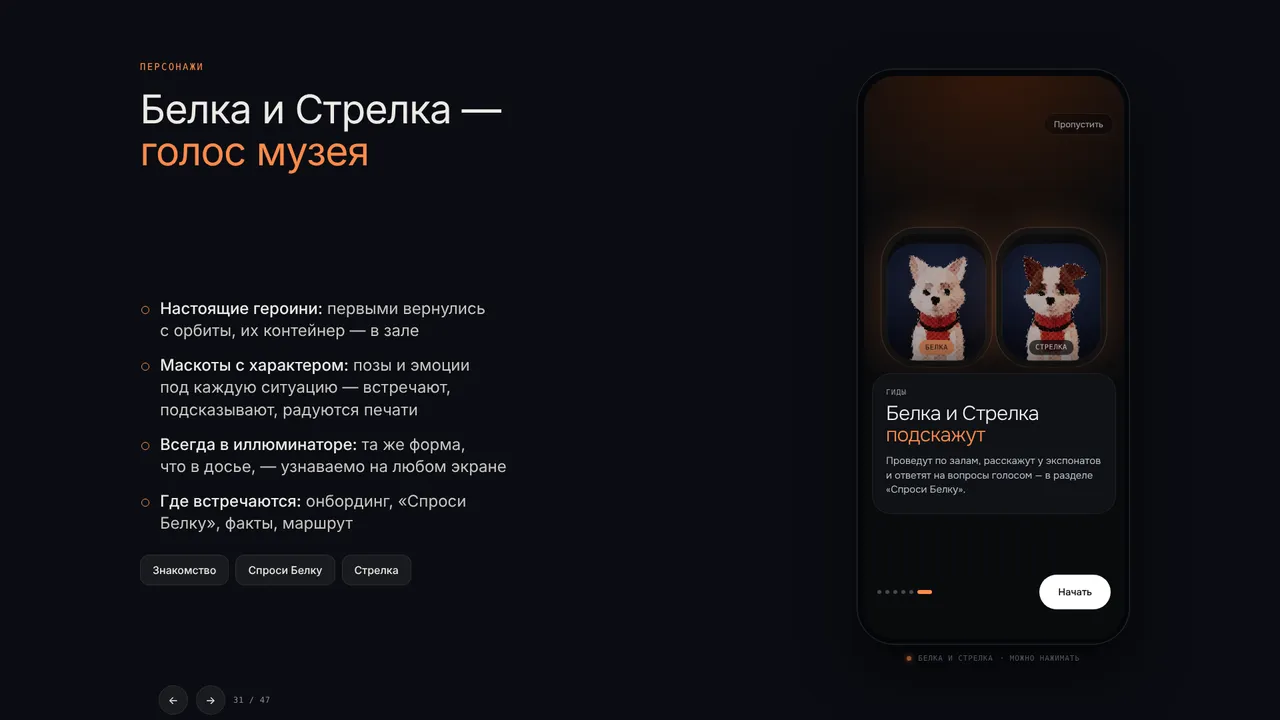 ПЕРСОНАЖИ
Белка и Стрелка —
голос музея
Настоящие героини: первыми вернулись
с орбиты, их контейнер — в зале
Маскоты с характером: позы и эмоции
под каждую ситуацию — встречают,
подсказывают, радуются печати
Всегда в иллюминаторе: та же форма,
что в досье, — узнаваемо на любом экране
Где встречаются: онбординг, «Спроси
Белку», факты, маршрут
Знакомство
Спроси Белку
Стрелка
← → 31 / 47
Пропустить
БЕЛКА
СТРЕЛКА
ГИДЫ
Белка и Стрелка
подскажут
Проведут по залам, расскажут у экспонатов
и ответят на вопросы голосом — в разделе
«Спроси Белку».
Начать
БЕЛКА И СТРЕЛКА · МОЖНО НАЖИМАТЬ